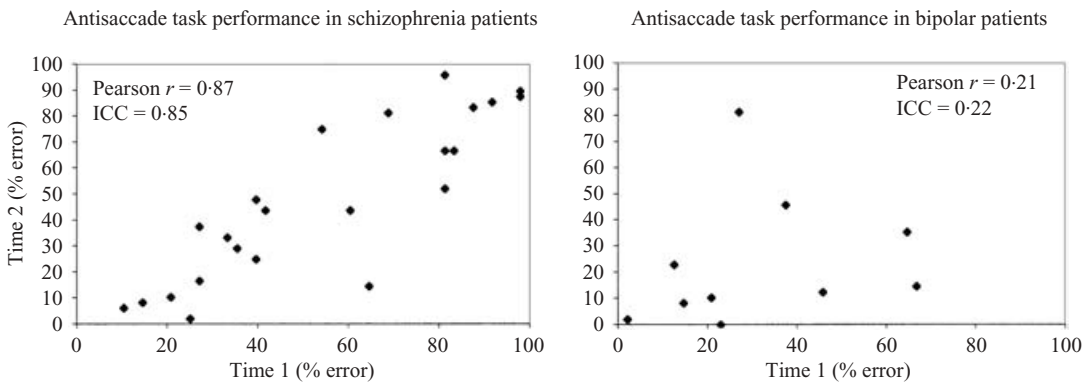 Antisaccade task performance in schizophrenia patients
100
90
80
70
60
50
40
30
20
10
0
Time 2 (% error)
Pearson r = 0·87
ICC = 0·85
0 20 40 60 80 100
Time 1 (% error)
Antisaccade task performance in bipolar patients
100
90
80
70
60
50
40
30
20
10
0
Pearson r = 0·21
ICC = 0·22
0 20 40 60 80 100
Time 1 (% error)